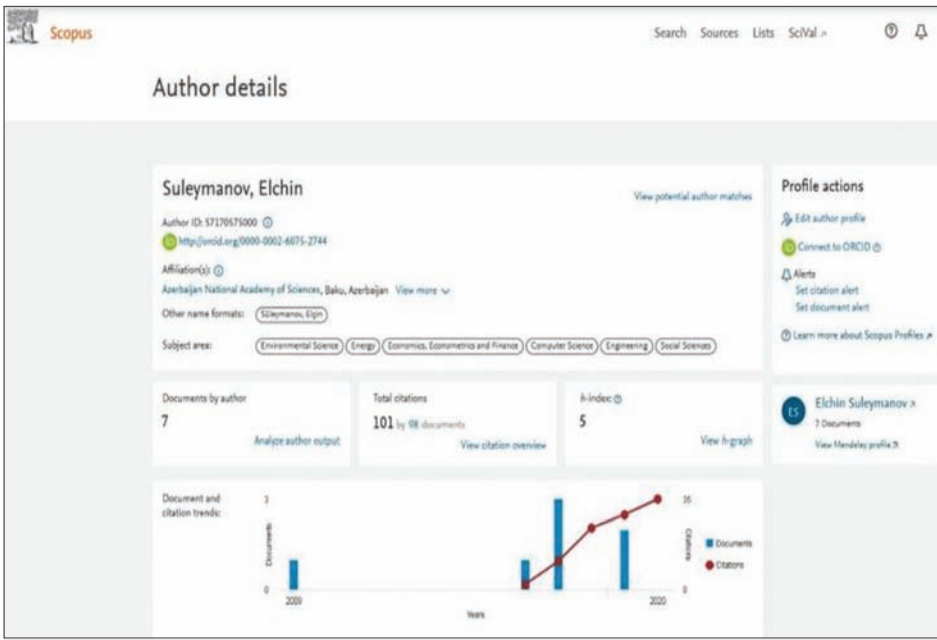 Scopus
Search Sources Lists SciVal
Author details
Suleymanov, Elchin
View potential author matches
Author ID: 57170575000
http://orcid.org/0000-0002-6075-2744
Affiliation(s):
Azerbaijan National Academy of Sciences, Baku, Azerbaijan View more
Other name formats: Süleymanov, Elçin
Subject area: Environmental Science Energy Economics, Econometrics and Finance Computer Science Engineering Social Sciences
Profile actions
Edit author profile
Connect to ORCID
Alerts
Set citation alert
Set document alert
Learn more about Scopus Profiles
Documents by author
7
Analyze author output
Total citations
101 by 98 documents
View citation overview
h-index:
5
View h-graph
ES
Elchin Suleymanov
7 Documents
View Mendeley profile
Document and
citation trends:
3
Documents
0
2009
Years
2020
Citations
0
Documents
Citations